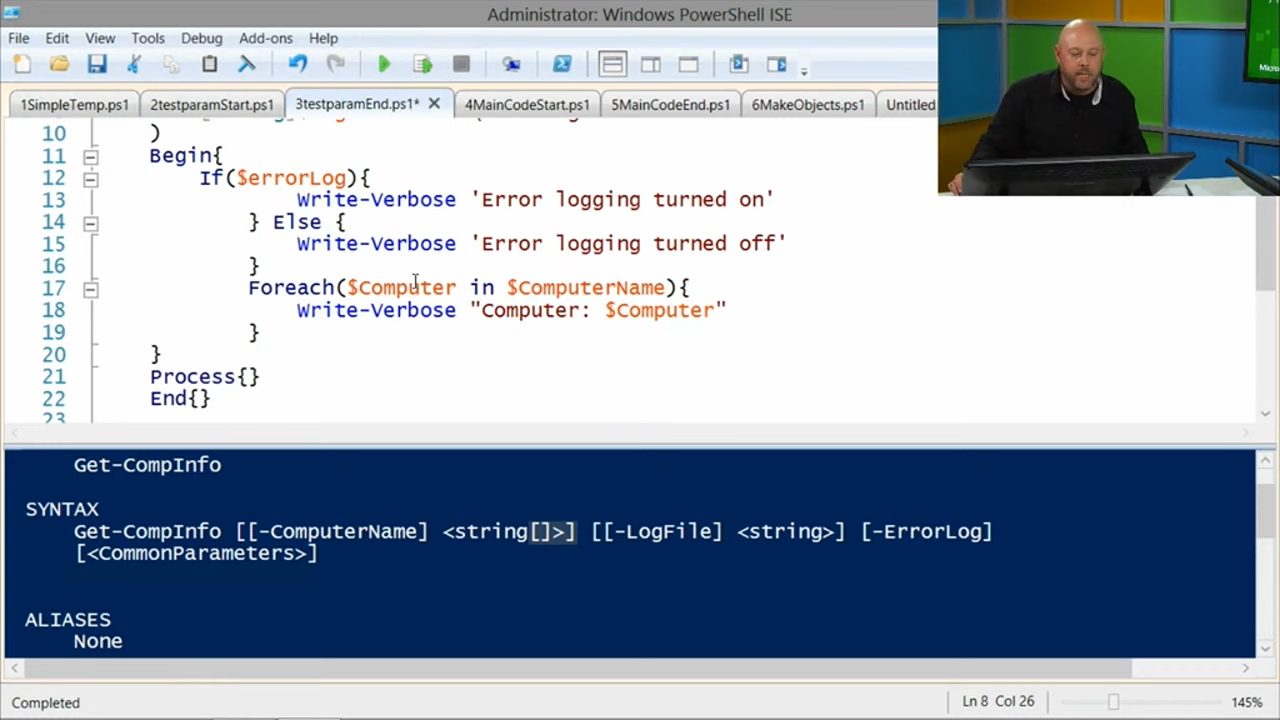 Administrator: Windows PowerShell ISE
File Edit View Tools Debug Add-ons Help
1SimpleTemp.ps1 2testparamStart.ps1 3testparamEnd.ps1* 4MainCodeStart.ps1 5MainCodeEnd.ps1 6MakeObjects.ps1 Untitled
10 )
11 Begin{
12 If($errorLog){
13 Write-Verbose 'Error logging turned on'
14 } Else {
15 Write-Verbose 'Error logging turned off'
16 }
17 Foreach($Computer in $ComputerName){
18 Write-Verbose "Computer: $Computer"
19 }
20 }
21 Process{}
22 End{}
23
Get-CompInfo
SYNTAX
Get-CompInfo [[-ComputerName] <string[]>] [[-LogFile] <string>] [-ErrorLog]
[<CommonParameters>]
ALIASES
None
Completed Ln 8 Col 26 145%